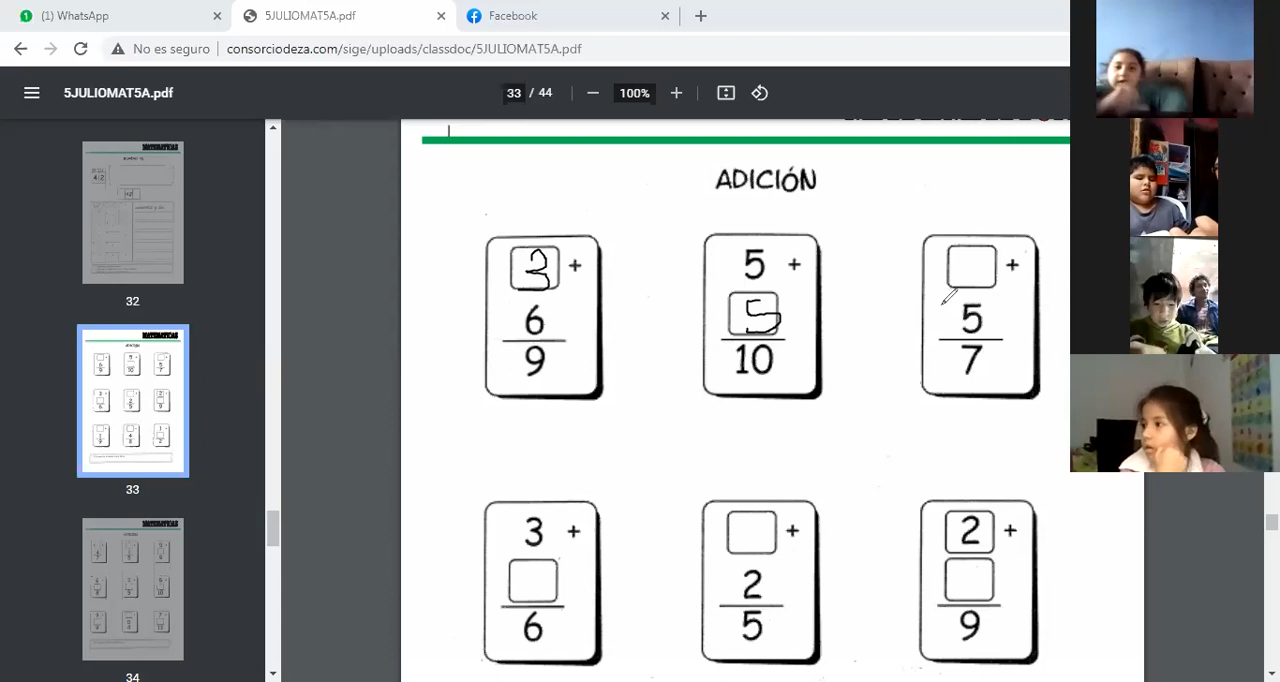 (1) WhatsApp
5JULIOMAT5A.pdf
Facebook
No es seguro
consorciodeza.com/sige/uploads/classdoc/5JULIOMAT5A.pdf
5JULIOMAT5A.pdf
33 / 44
100%
32
33
34
ADICIÓN
3 +
6
9
5 +
5
10
+
5
7
3 +
6
+
2
5
2 +
9